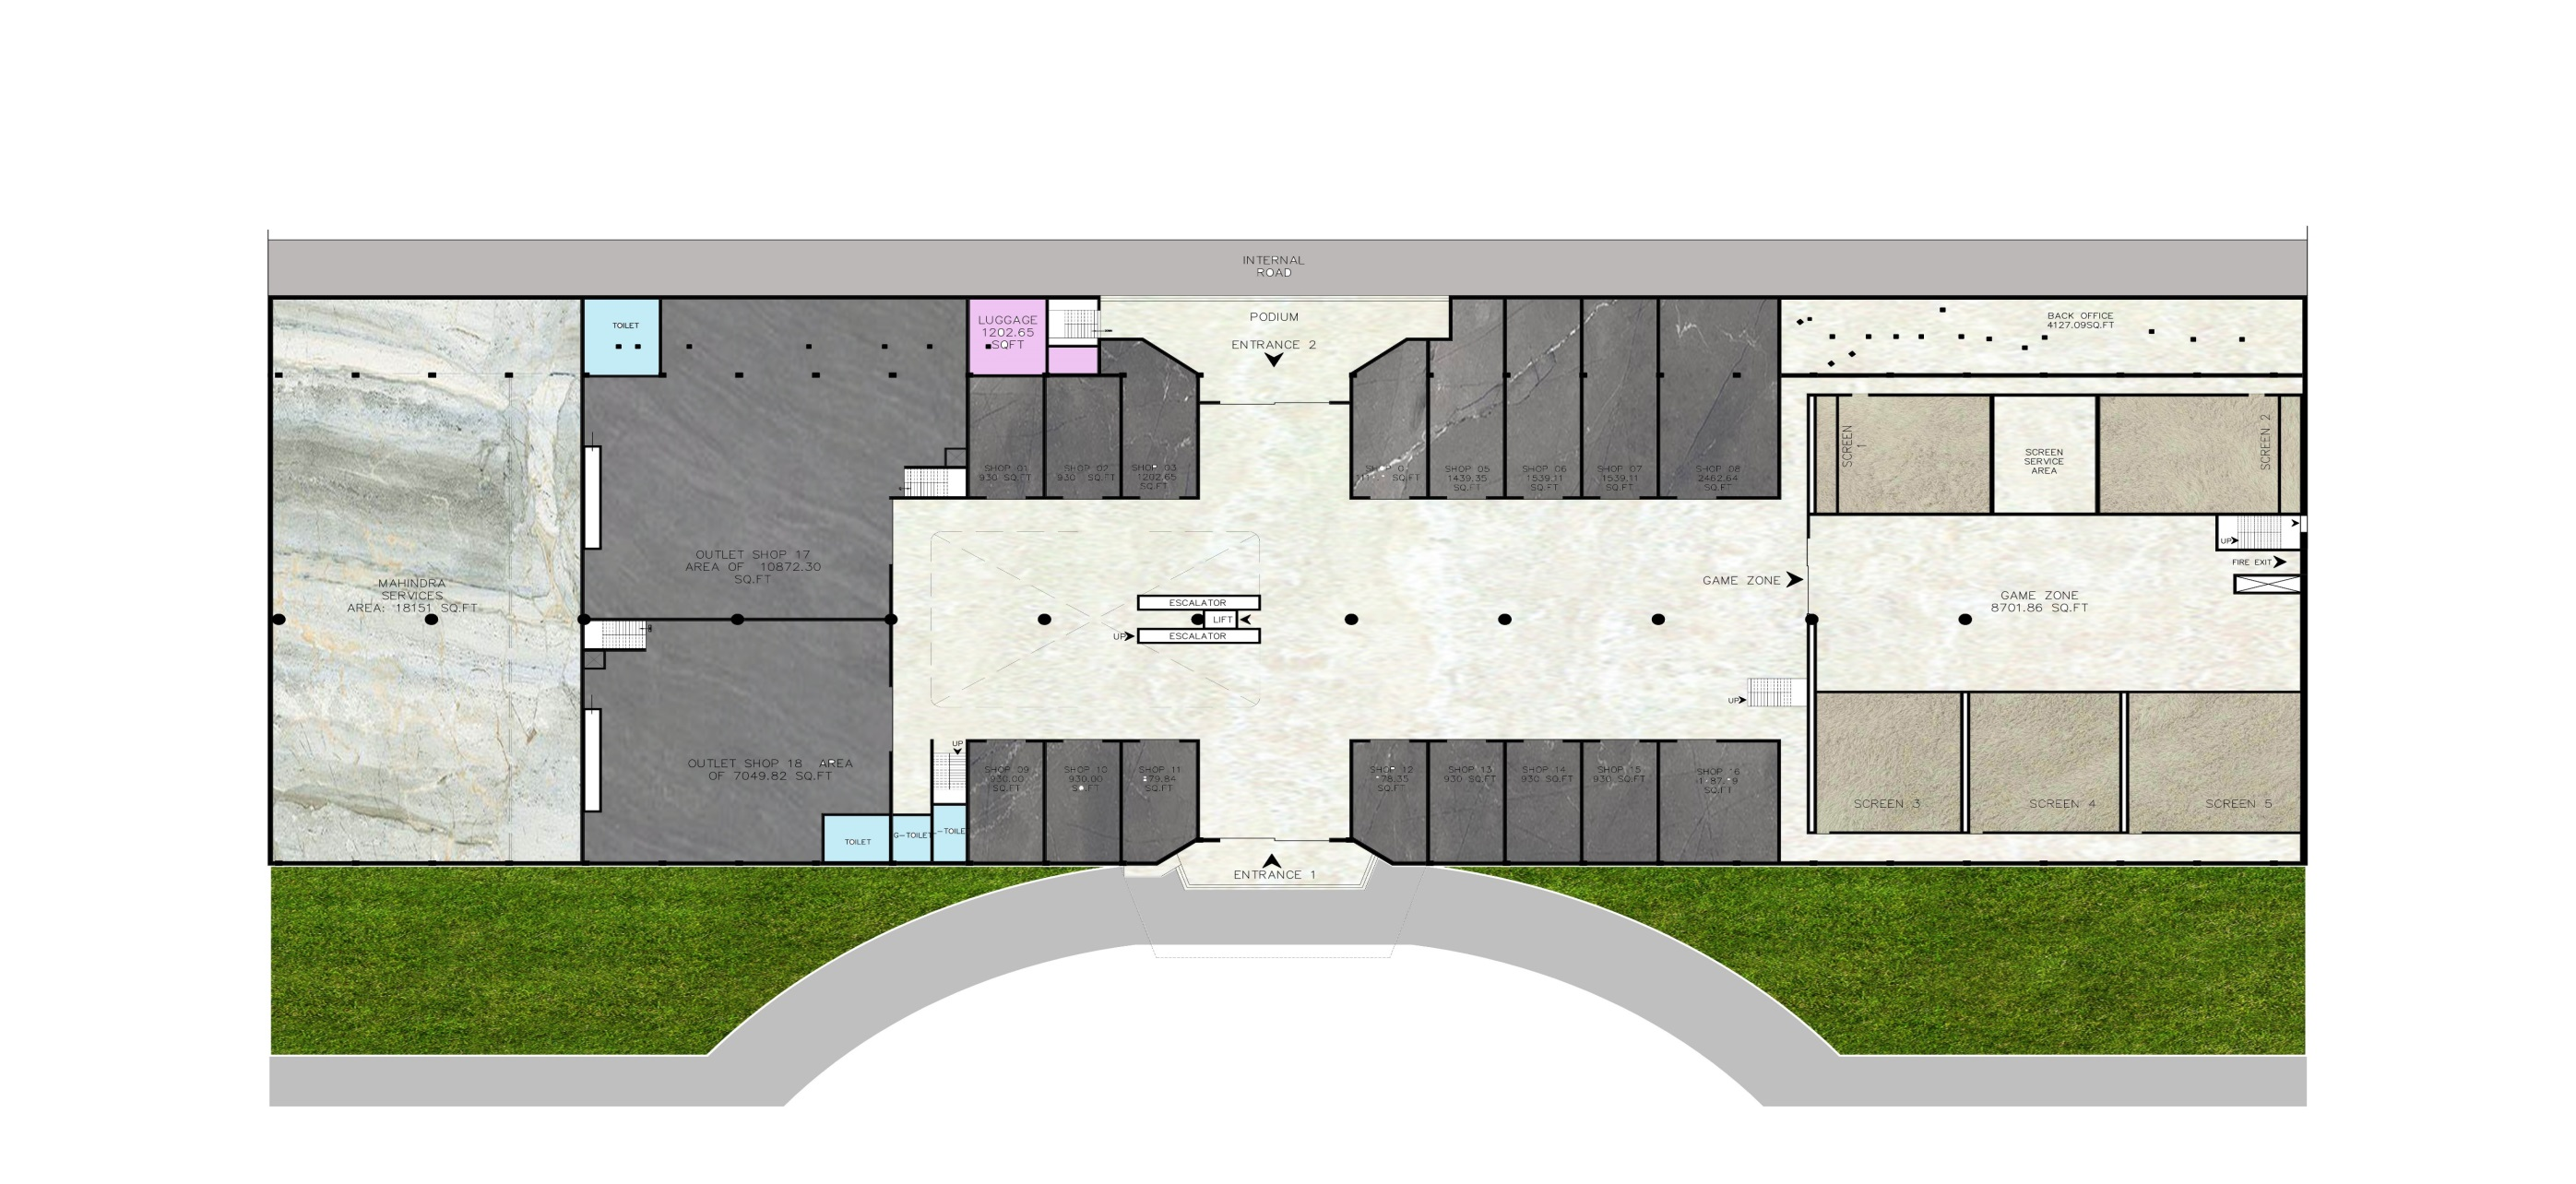 INTERNAL
ROAD
PODIUM
ENTRANCE 2
TOILET
LUGGAGE
1202.65
SQFT
BACK OFFICE
4127.09SQ.FT
SHOP 01
930 SQ.FT
SHOP 02
930 SQ.FT
SHOP 03
1202.65
SQ.FT
SQ.FT
SHOP 05
1439.35
SQ.FT
SHOP 06
1539.11
SQ.FT
SHOP 07
1539.11
SQ.FT
SHOP 08
2462.64
SQ.FT
SCREEN
1
SCREEN
SERVICE
AREA
SCREEN 2
UP
FIRE EXIT
OUTLET SHOP 17
AREA OF 10872.30
SQ.FT
MAHINDRA
SERVICES
AREA: 18151 SQ.FT
ESCALATOR
LIFT
UP
ESCALATOR
GAME ZONE
GAME ZONE
8701.86 SQ.FT
UP
OUTLET SHOP 18 AREA
OF 7049.82 SQ.FT
UP
SHOP 09
930.00
SQ.FT
SHOP 10
930.00
SHOP 11
SQ.FT
SHOP 12
SQ.FT
SHOP 13
930 SQ.FT
SHOP 14
930 SQ.FT
SHOP 15
930 SQ.FT
SHOP 16
SQ.FT
SCREEN 3
SCREEN 4
SCREEN 5
TOILET
G-TOILET
ENTRANCE 1